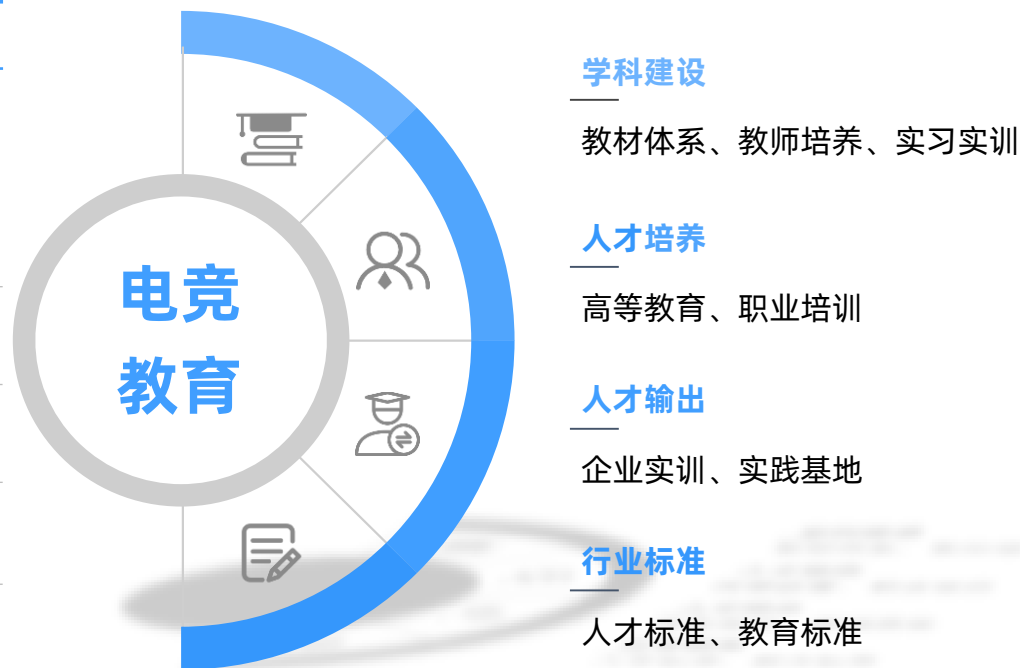 电竞
教育
学科建设
教材体系、教师培养、实习实训
人才培养
高等教育、职业培训
人才输出
企业实训、实践基地
行业标准
人才标准、教育标准